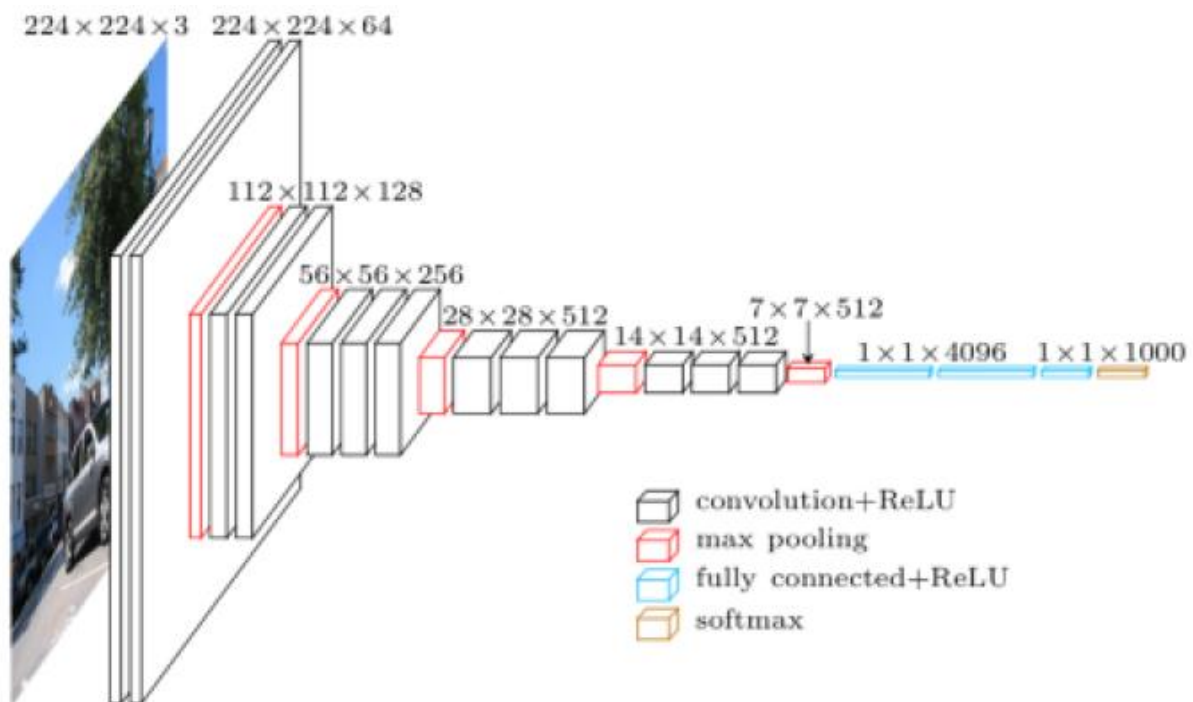 224×224×3
224×224×64
112×112×128
56×56×256
28×28×512
14×14×512
7×7×512
1×1×4096
1×1×1000
convolution+ReLU
max pooling
fully connected+ReLU
softmax